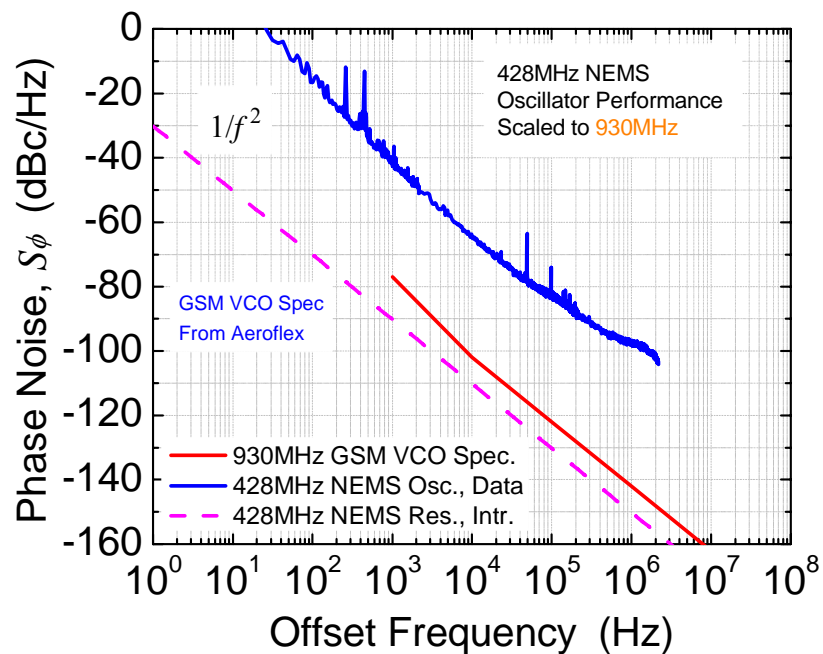 0
-20
-40
-60
-80
-100
-120
-140
-160
Phase Noise, S_ϕ (dBc/Hz)
428MHz NEMS
Oscillator Performance
Scaled to 930MHz
1/f²
GSM VCO Spec
From Aeroflex
930MHz GSM VCO Spec.
428MHz NEMS Osc., Data
428MHz NEMS Res., Intr.
10⁰ 10¹ 10² 10³ 10⁴ 10⁵ 10⁶ 10⁷ 10⁸
Offset Frequency (Hz)